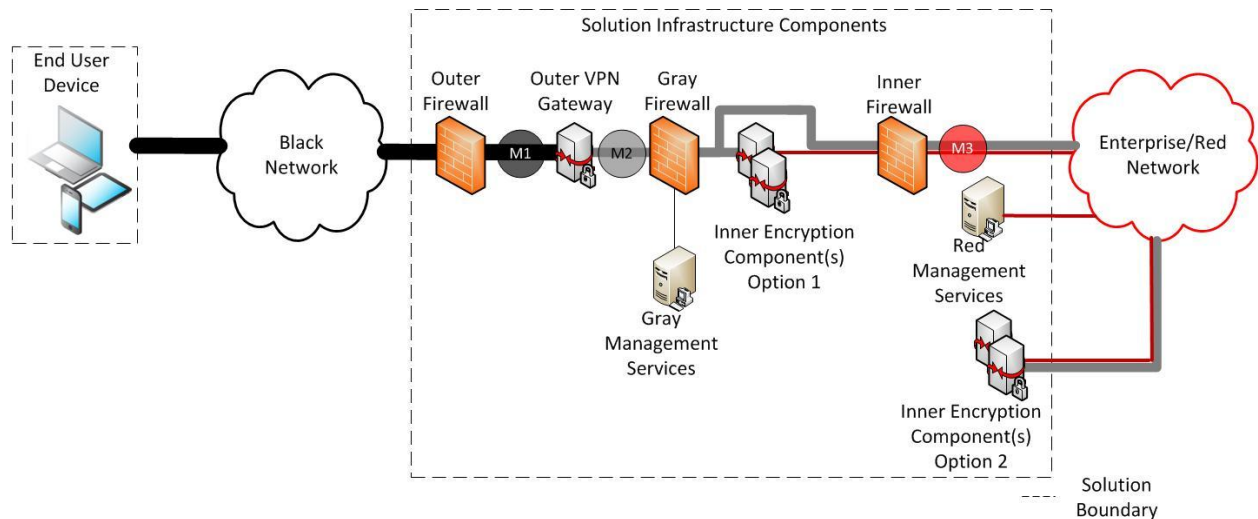 Solution Infrastructure Components
End User
Device
Black
Network
Outer
Firewall
M1
Outer VPN
Gateway
M2
Gray
Firewall
Gray
Management
Services
Inner Encryption
Component(s)
Option 1
Inner
Firewall
M3
Red
Management
Services
Inner Encryption
Component(s)
Option 2
Enterprise/Red
Network
Solution
Boundary